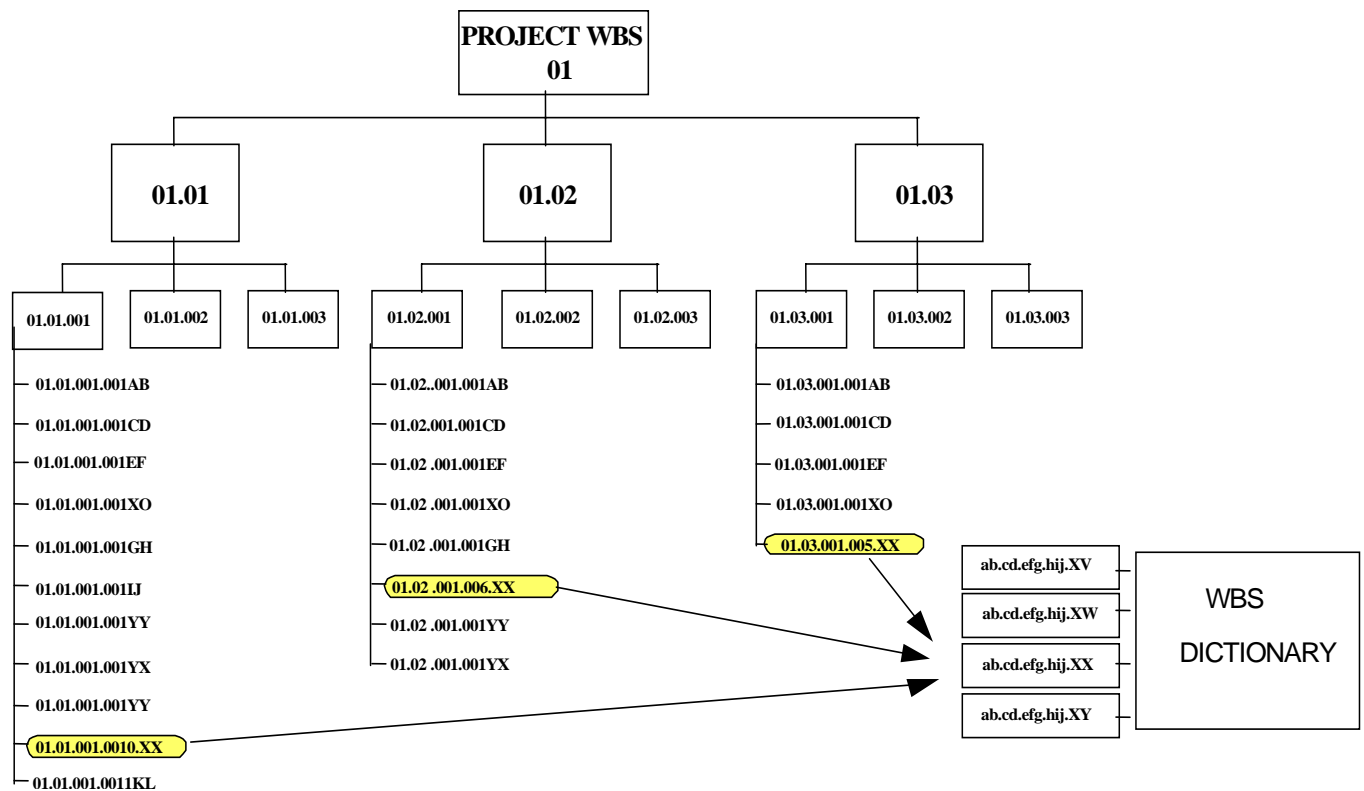 PROJECT WBS
01
01.01
01.02
01.03
01.01.001
01.01.002
01.01.003
01.02.001
01.02.002
01.02.003
01.03.001
01.03.002
01.03.003
01.01.001.001AB
01.01.001.001CD
01.01.001.001EF
01.01.001.001XO
01.01.001.001GH
01.01.001.001IJ
01.01.001.001YY
01.01.001.001YX
01.01.001.001YY
01.01.001.0010.XX
01.01.001.0011KL
01.02..001.001AB
01.02.001.001CD
01.02 .001.001EF
01.02 .001.001XO
01.02 .001.001GH
01.02 .001.006.XX
01.02 .001.001YY
01.02 .001.001YX
01.03.001.001AB
01.03.001.001CD
01.03.001.001EF
01.03.001.001XO
01.03.001.005.XX
ab.cd.efg.hij.XV
ab.cd.efg.hij.XW
ab.cd.efg.hij.XX
ab.cd.efg.hij.XY
WBS
DICTIONARY